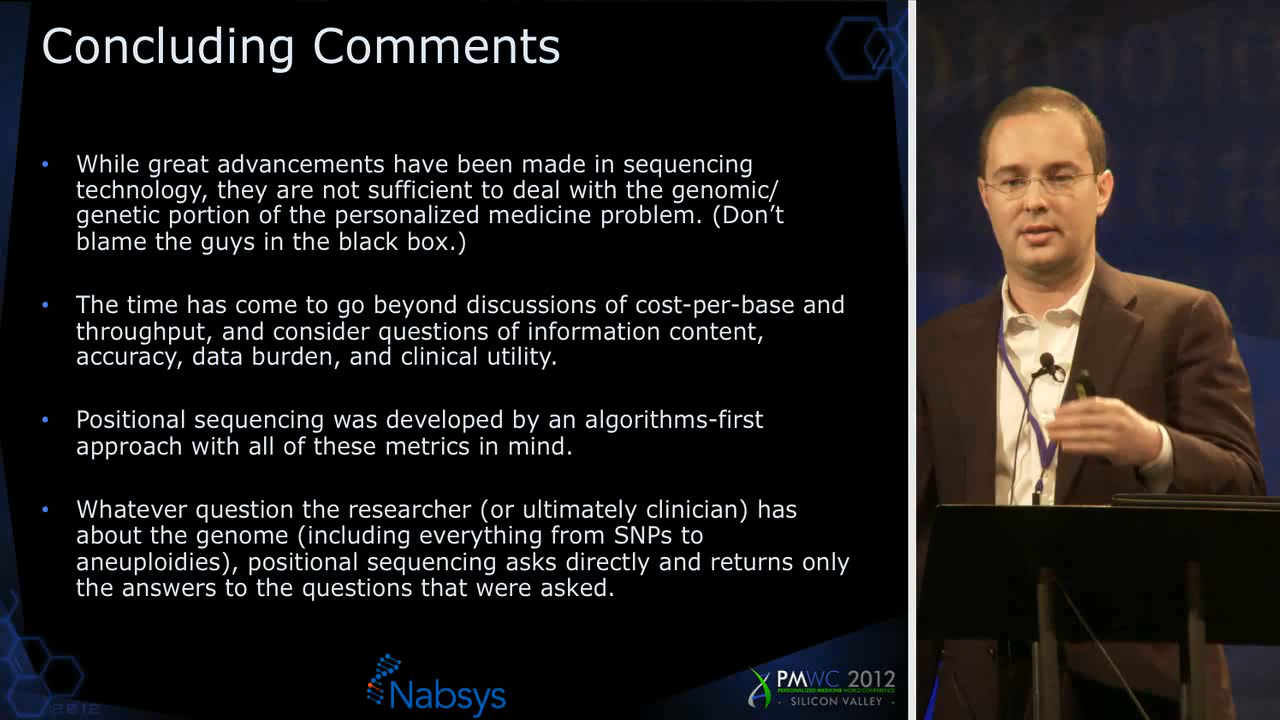 Concluding Comments
• While great advancements have been made in sequencing
technology, they are not sufficient to deal with the genomic/
genetic portion of the personalized medicine problem. (Don’t
blame the guys in the black box.)
• The time has come to go beyond discussions of cost-per-base and
throughput, and consider questions of information content,
accuracy, data burden, and clinical utility.
• Positional sequencing was developed by an algorithms-first
approach with all of these metrics in mind.
• Whatever question the researcher (or ultimately clinician) has
about the genome (including everything from SNPs to
aneuploidies), positional sequencing asks directly and returns only
the answers to the questions that were asked.
2012
Nabsys
PMWC 2012
PERSONALIZED MEDICINE WORLD CONFERENCE
- SILICON VALLEY -